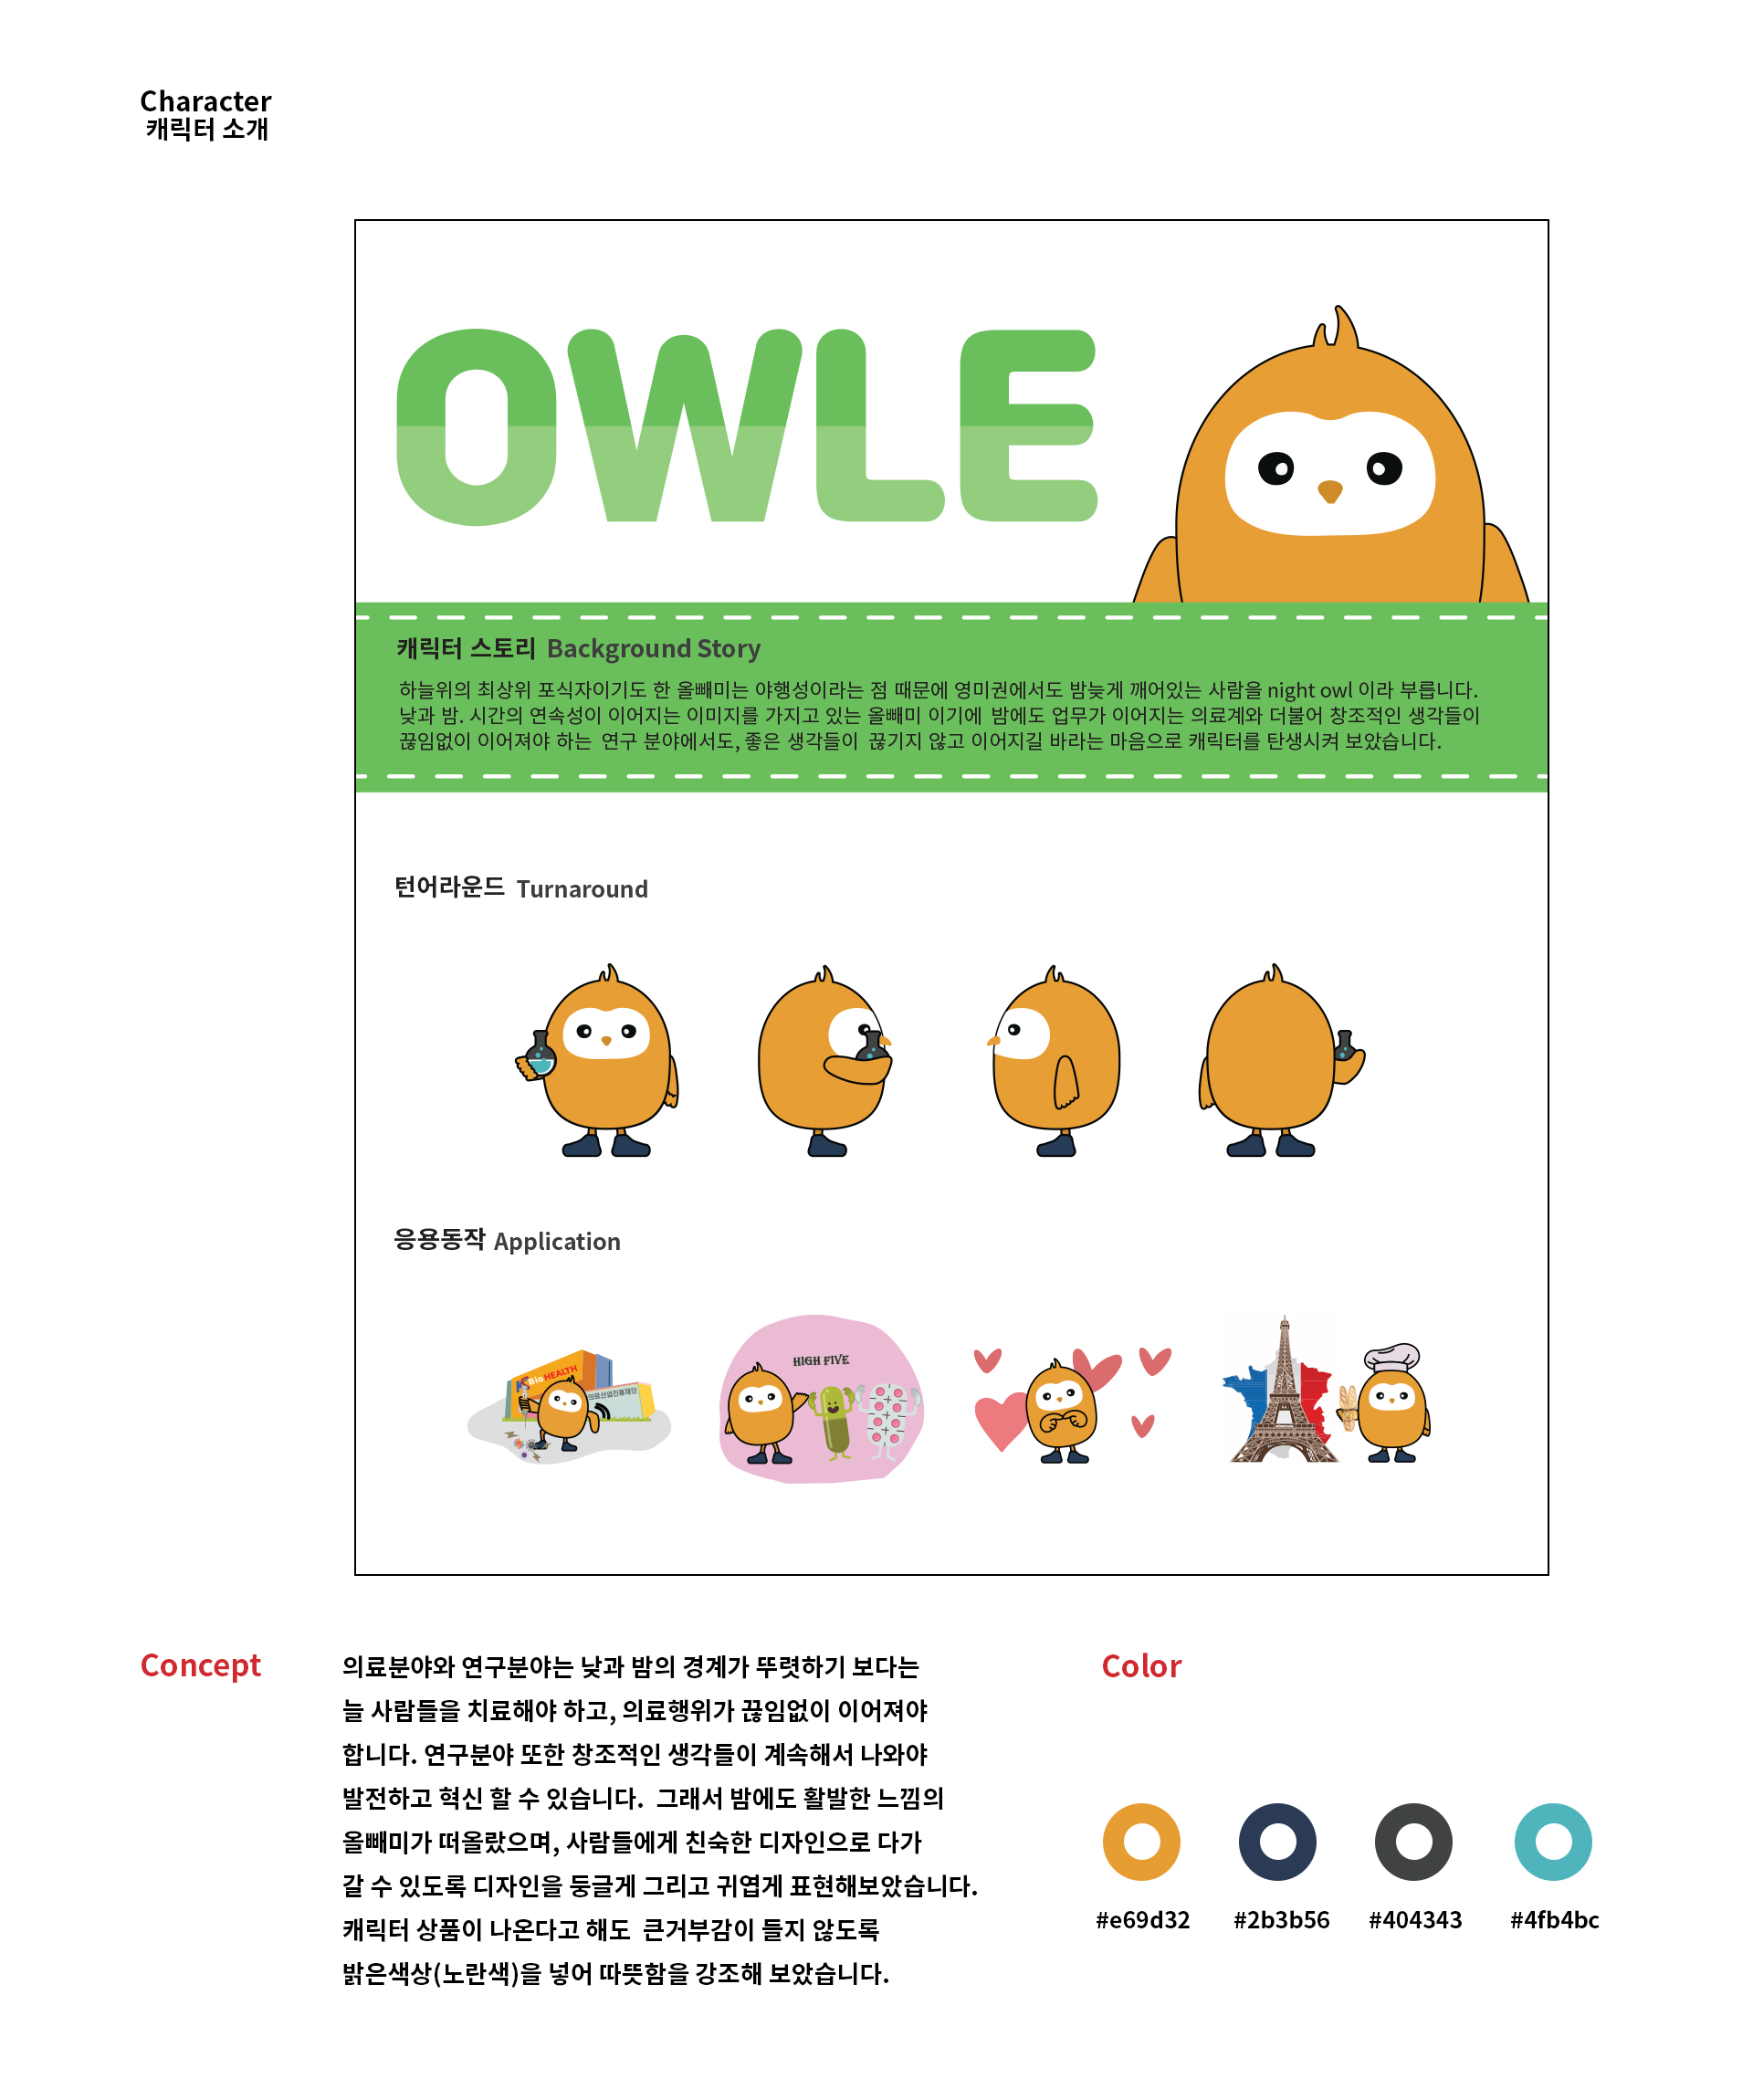 Character
캐릭터 소개
OWLE
캐릭터 스토리 Background Story
하늘위의 최상위 포식자이기도 한 올빼미는 야행성이라는 점 때문에 영미권에서도 밤늦게 깨어있는 사람을 night owl 이라 부릅니다.
낮과 밤. 시간의 연속성이 이어지는 이미지를 가지고 있는 올빼미 이기에 밤에도 업무가 이어지는 의료계와 더불어 창조적인 생각들이
끊임없이 이어져야 하는 연구 분야에서도, 좋은 생각들이 끊기지 않고 이어지길 바라는 마음으로 캐릭터를 탄생시켜 보았습니다.
턴어라운드 Turnaround
응용동작 Application
K Bio HEALTH
의료산업진흥재단
HIGH FIVE
Concept
의료분야와 연구분야는 낮과 밤의 경계가 뚜렷하기 보다는
늘 사람들을 치료해야 하고, 의료행위가 끊임없이 이어져야
합니다. 연구분야 또한 창조적인 생각들이 계속해서 나와야
발전하고 혁신 할 수 있습니다. 그래서 밤에도 활발한 느낌의
올빼미가 떠올랐으며, 사람들에게 친숙한 디자인으로 다가
갈 수 있도록 디자인을 둥글게 그리고 귀엽게 표현해보았습니다.
캐릭터 상품이 나온다고 해도 큰거부감이 들지 않도록
밝은색상(노란색)을 넣어 따뜻함을 강조해 보았습니다.
Color
#e69d32 #2b3b56 #404343 #4fb4bc